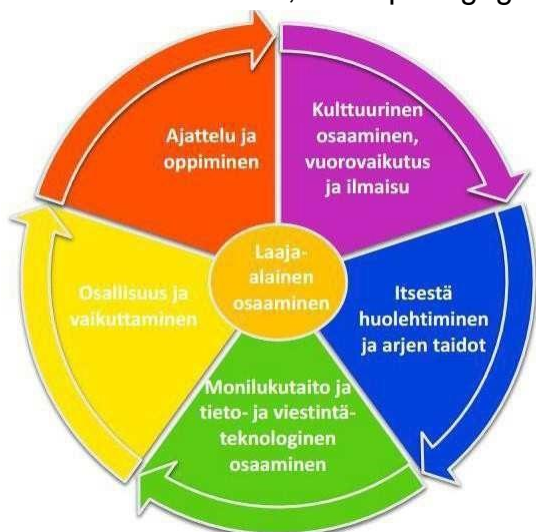 Ajattelu ja
oppiminen
Kulttuurinen
osaaminen,
vuorovaikutus
ja ilmaisu
Laaja-
alainen
osaaminen
Osallisuus ja
vaikuttaminen
Itsestä
huolehtiminen
ja arjen taidot
Monilukutaito ja
tieto- ja viestintä-
teknologinen
osaaminen